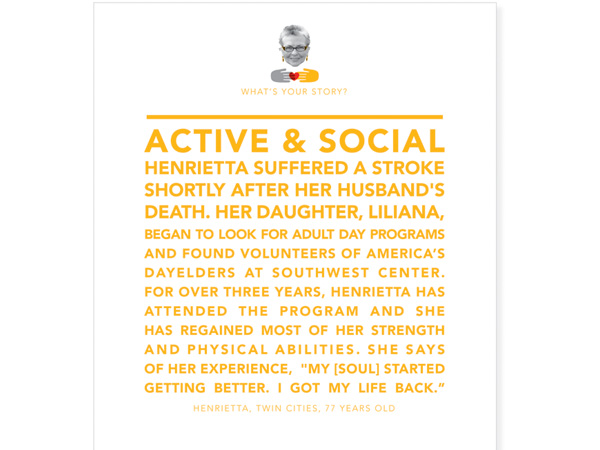 WHAT'S YOUR STORY?
ACTIVE & SOCIAL
HENRIETTA SUFFERED A STROKE
SHORTLY AFTER HER HUSBAND'S
DEATH. HER DAUGHTER, LILIANA,
BEGAN TO LOOK FOR ADULT DAY PROGRAMS
AND FOUND VOLUNTEERS OF AMERICA'S
DAYELDERS AT SOUTHWEST CENTER.
FOR OVER THREE YEARS, HENRIETTA HAS
ATTENDED THE PROGRAM AND SHE
HAS REGAINED MOST OF HER STRENGTH
AND PHYSICAL ABILITIES. SHE SAYS
OF HER EXPERIENCE, "MY [SOUL] STARTED
GETTING BETTER. I GOT MY LIFE BACK.”
HENRIETTA, TWIN CITIES, 77 YEARS OLD